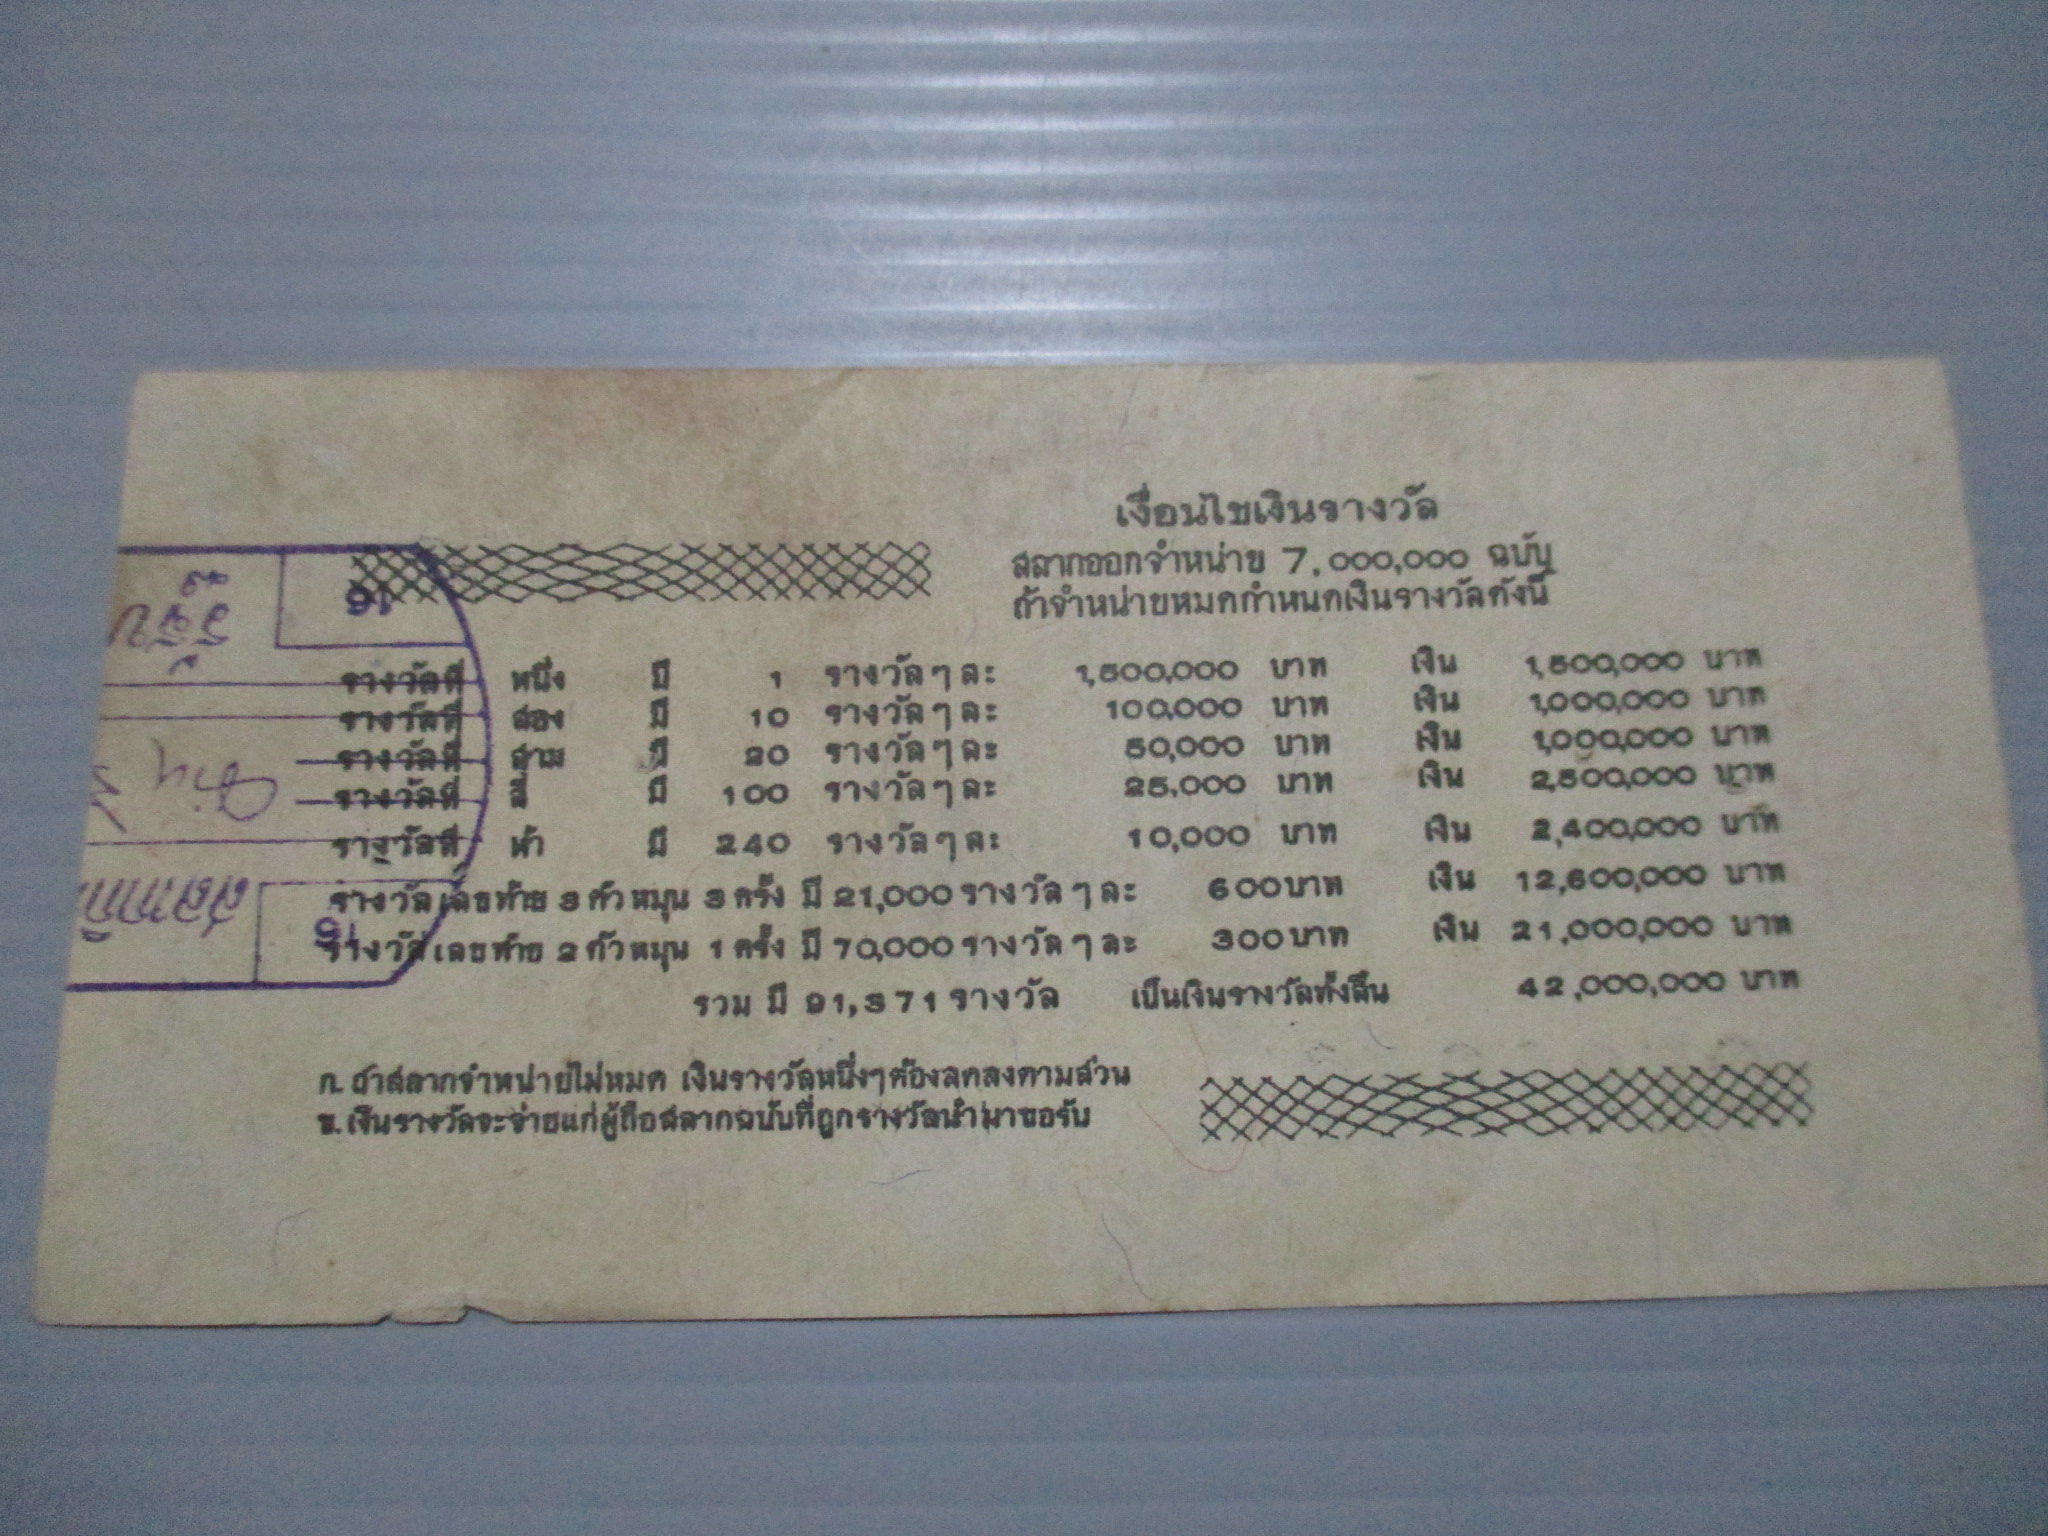 เงื่อนไขเงินรางวัล
สลากออกจำหน่าย 7,000,000 ฉบับ
ถ้าจำหน่ายหมดกำหนดเงินรางวัลดังนี้
รางวัลที่ หนึ่ง มี 1 รางวัลๆละ 1,500,000 บาท เงิน 1,500,000 บาท
รางวัลที่ สอง มี 10 รางวัลๆละ 100,000 บาท เงิน 1,000,000 บาท
รางวัลที่ สาม มี 20 รางวัลๆละ 50,000 บาท เงิน 1,000,000 บาท
รางวัลที่ สี่ มี 100 รางวัลๆละ 25,000 บาท เงิน 2,500,000 บาท
รางวัลที่ ห้า มี 240 รางวัลๆละ 10,000 บาท เงิน 2,400,000 บาท
รางวัลเลขท้าย 3 ตัวหมุน 3 ครั้ง มี 21,000 รางวัลๆละ 600 บาท เงิน 12,600,000 บาท
รางวัลเลขท้าย 2 ตัวหมุน 1 ครั้ง มี 70,000 รางวัลๆละ 300 บาท เงิน 21,000,000 บาท
รวม มี 91,371 รางวัล เป็นเงินรางวัลทั้งสิ้น 42,000,000 บาท
ก. ถ้าสลากจำหน่ายไม่หมด เงินรางวัลหนึ่งๆต้องลดลงตามส่วน
ข. เงินรางวัลจะจ่ายแก่ผู้ถือสลากฉบับที่ถูกรางวัลนำมาขอรับ
16